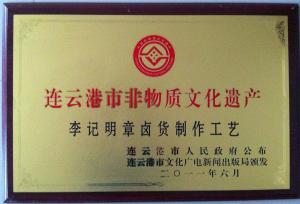 连云港市非物质文化遗产
李记明章卤货制作工艺
连云港市人民政府公布
连云港市文化广电新闻出版局颁发
二〇一一年六月